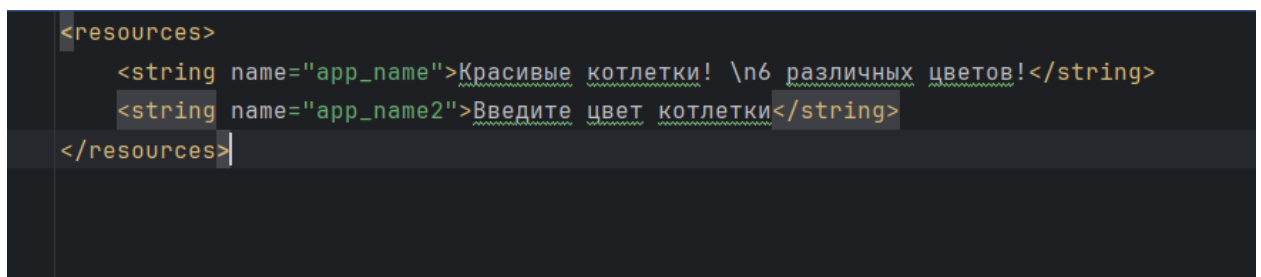 <resources>
<string name="app_name">Красивые котлетки! \n6 различных цветов!</string>
<string name="app_name2">Введите цвет котлетки</string>
</resources>